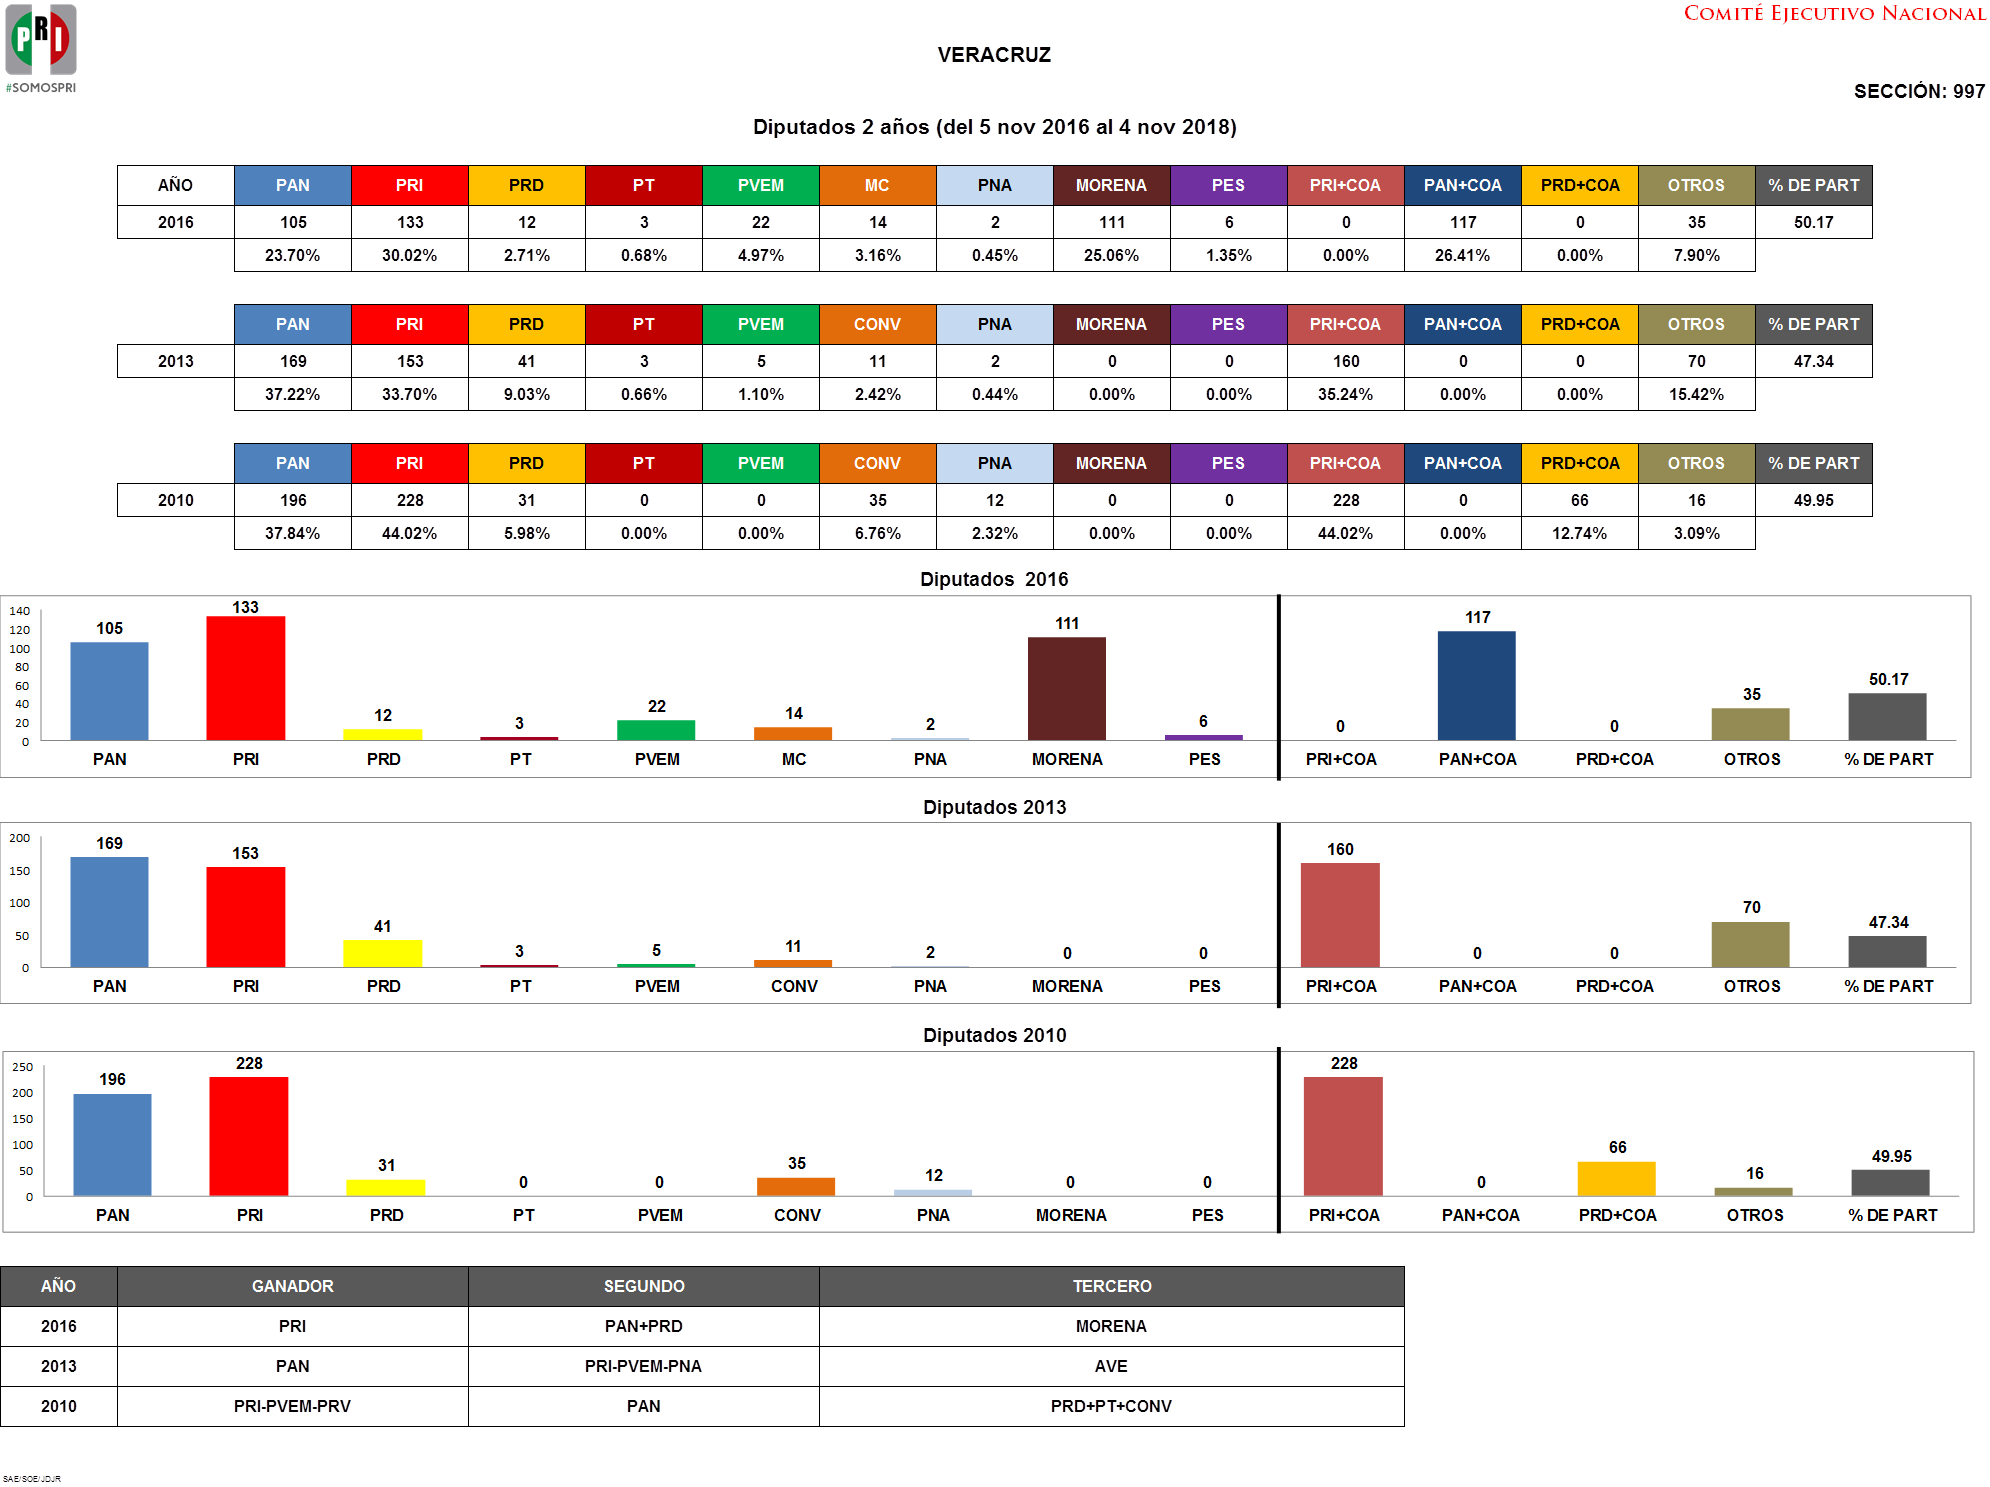 PRI
#SOMOSPRI
COMITÉ EJECUTIVO NACIONAL
VERACRUZ
SECCIÓN: 997
Diputados 2 años (del 5 nov 2016 al 4 nov 2018)
AÑO PAN PRI PRD PT PVEM MC PNA MORENA PES PRI+COA PAN+COA PRD+COA OTROS % DE PART
2016 105 133 12 3 22 14 2 111 6 0 117 0 35 50.17
23.70% 30.02% 2.71% 0.68% 4.97% 3.16% 0.45% 25.06% 1.35% 0.00% 26.41% 0.00% 7.90%
PAN PRI PRD PT PVEM CONV PNA MORENA PES PRI+COA PAN+COA PRD+COA OTROS % DE PART
2013 169 153 41 3 5 11 2 0 0 160 0 0 70 47.34
37.22% 33.70% 9.03% 0.66% 1.10% 2.42% 0.44% 0.00% 0.00% 35.24% 0.00% 0.00% 15.42%
PAN PRI PRD PT PVEM CONV PNA MORENA PES PRI+COA PAN+COA PRD+COA OTROS % DE PART
2010 196 228 31 0 0 35 12 0 0 228 0 66 16 49.95
37.84% 44.02% 5.98% 0.00% 0.00% 6.76% 2.32% 0.00% 0.00% 44.02% 0.00% 12.74% 3.09%
Diputados 2016
140
120
100
80
60
40
20
0
105 133 12 3 22 14 2 111 6 0 117 0 35 50.17
PAN PRI PRD PT PVEM MC PNA MORENA PES PRI+COA PAN+COA PRD+COA OTROS % DE PART
Diputados 2013
200
150
100
50
0
169 153 41 3 5 11 2 0 0 160 0 0 70 47.34
PAN PRI PRD PT PVEM CONV PNA MORENA PES PRI+COA PAN+COA PRD+COA OTROS % DE PART
Diputados 2010
250
200
150
100
50
0
196 228 31 0 0 35 12 0 0 228 0 66 16 49.95
PAN PRI PRD PT PVEM CONV PNA MORENA PES PRI+COA PAN+COA PRD+COA OTROS % DE PART
AÑO GANADOR SEGUNDO TERCERO
2016 PRI PAN+PRD MORENA
2013 PAN PRI-PVEM-PNA AVE
2010 PRI-PVEM-PRV PAN PRD+PT+CONV
SAE/SOE/JDJR